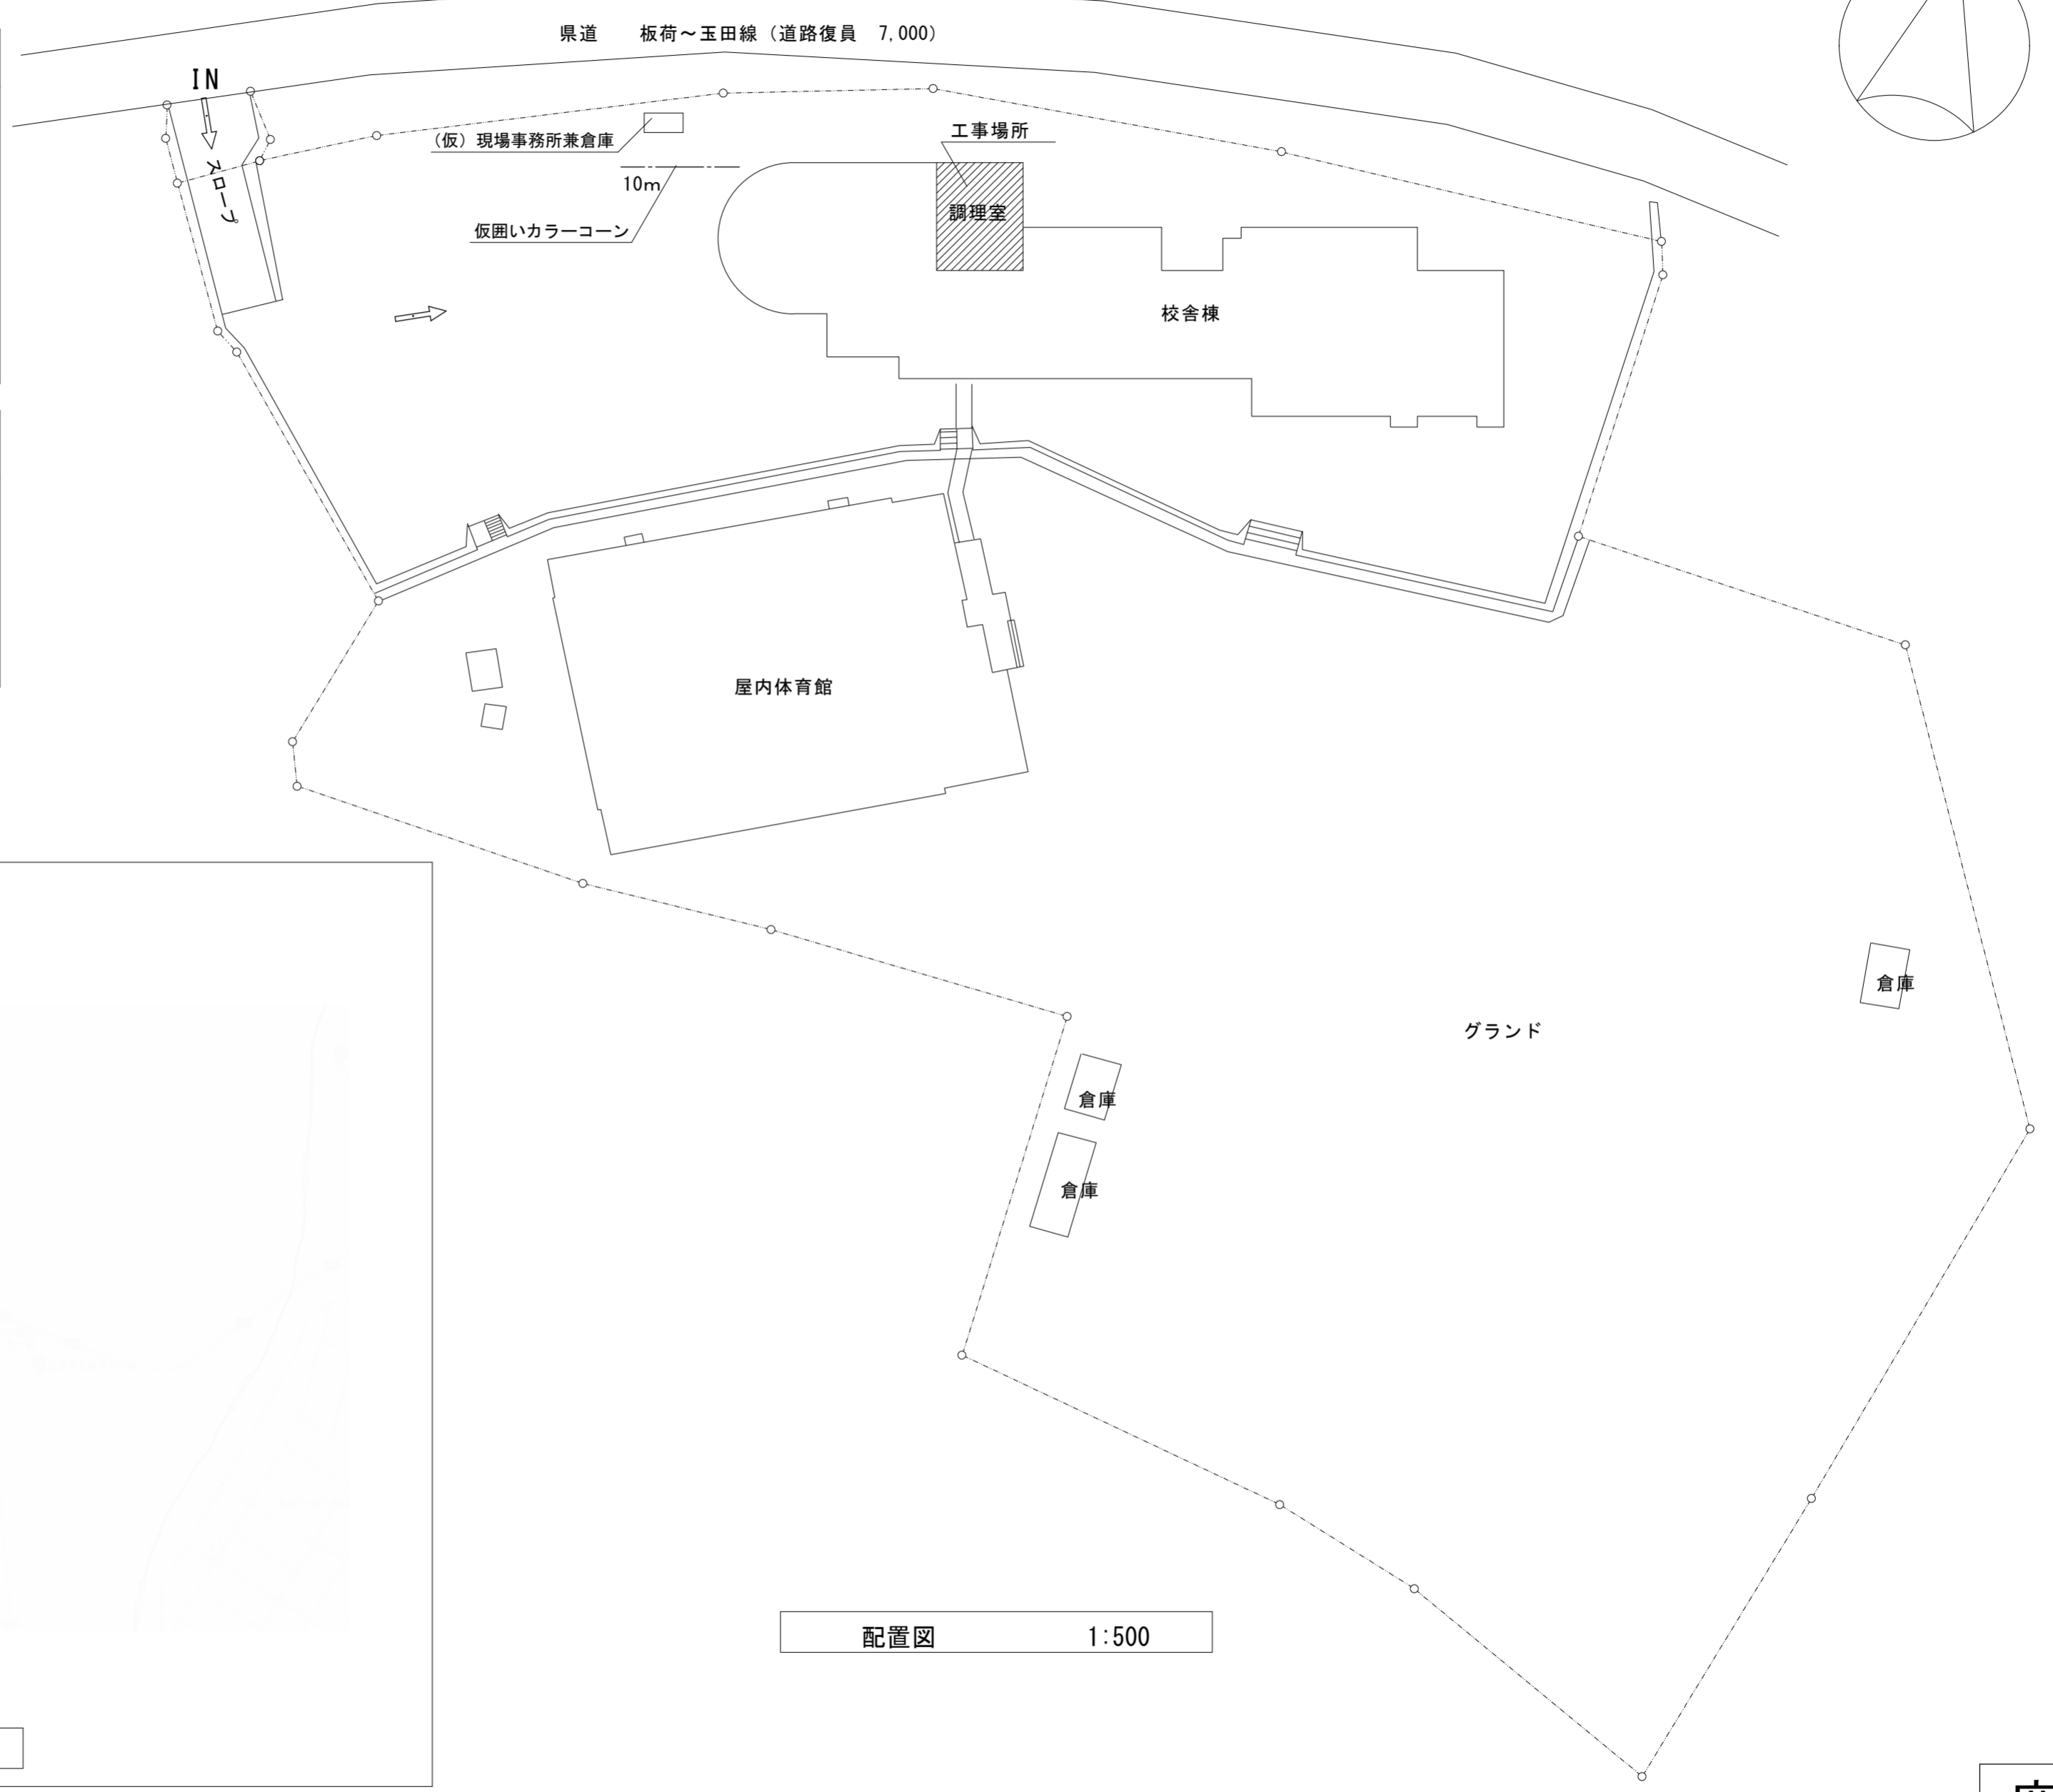 県道　　板荷～玉田線（道路復員　7,000）
IN
スロープ
（仮）現場事務所兼倉庫
工事場所
10m
調理室
仮囲いカラーコーン
校舎棟
屋内体育館
倉庫
グランド
倉庫
倉庫
配置図　　1:500